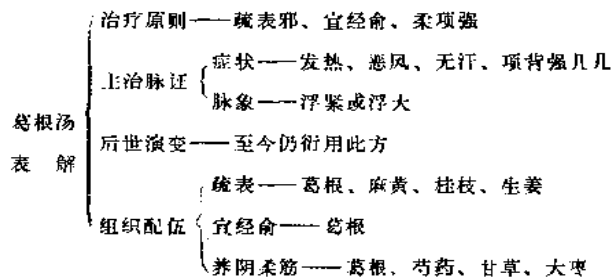 治疗原则——疏表邪、宜经俞、柔项强
症状——发热、恶风、无汗、项背强几几
主治脉证
脉象——浮紧或浮大
葛根汤
表 解
后世演变——至今仍衍用此方
疏表——葛根、麻黄、桂枝、生姜
组织配伍
宜经俞——葛根
养阴柔筋——葛根、芍药、甘草、大枣